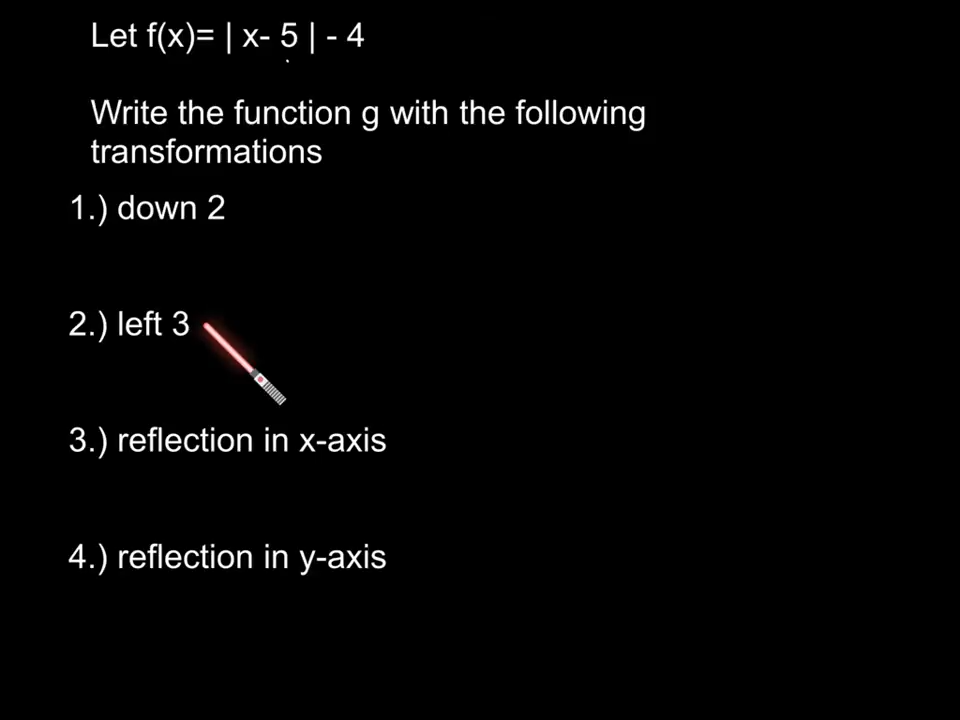 Let f(x)= | x- 5 | - 4
Write the function g with the following
transformations
1.) down 2
2.) left 3
3.) reflection in x-axis
4.) reflection in y-axis